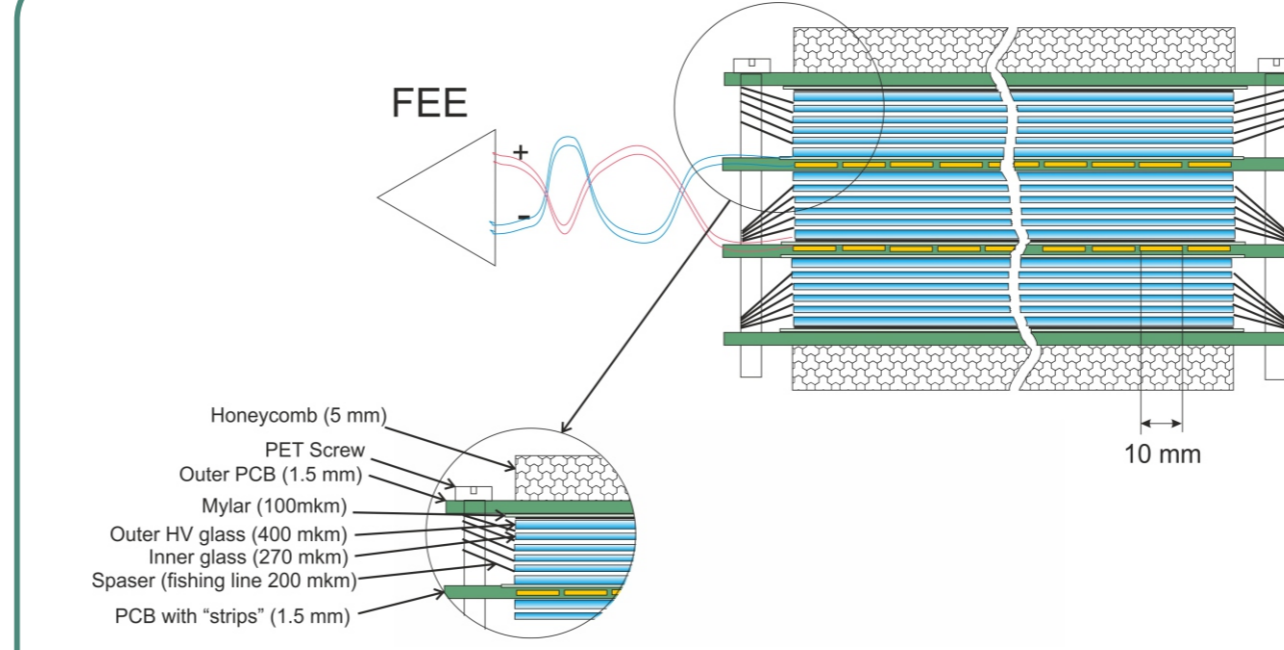 FEE
+
-
10 mm
Honeycomb (5 mm)
PET Screw
Outer PCB (1.5 mm)
Mylar (100mkm)
Outer HV glass (400 mkm)
Inner glass (270 mkm)
Spaser (fishing line 200 mkm)
PCB with “strips” (1.5 mm)